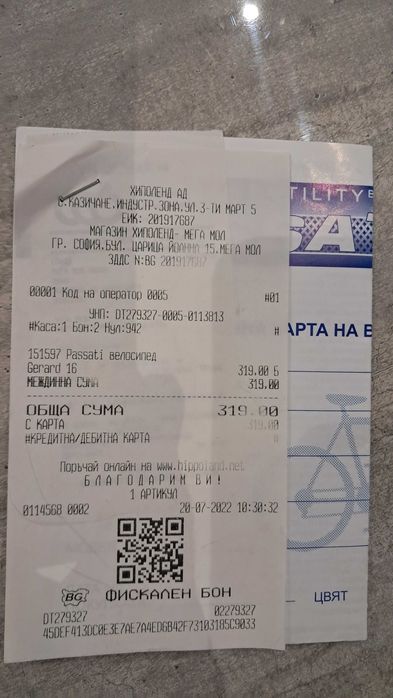 ХИПОЛЕНД АД
С.КАЗИЧАНЕ,ИНДУСТР.ЗОНА,УЛ.3-ТИ МАРТ 5
ЕИК: 201917687
МАГАЗИН ХИПОЛЕНД- МЕГА МОЛ
ГР. СОФИЯ,БУЛ. ЦАРИЦА ЙОАННА 15,МЕГА МОЛ
ЗДДС N:BG 201917687
00001 Код на оператор 0005 #01
УНП: DT279327-0005-0113813
#Каса:1 Бон:2 Нул:942 #
151597 Passati велосипед
Gerard 16 319.00 Б
МЕЖДИННА СУМА 319.00
ОБЩА СУМА 319.00
С КАРТА 319.00
#КРЕДИТНА/ДЕБИТНА КАРТА #
Поръчай онлайн на www.hippoland.net
БЛАГОДАРИМ ВИ!
1 АРТИКУЛ
0114568 0002 20-07-2022 10:30:32
BG ФИСКАЛЕН БОН
DT279327 02279327
45DEF413DC0E3E7AE7A4EDGB42F73103185C9033
TILITY
АРТА НА В
ЦВЯТ